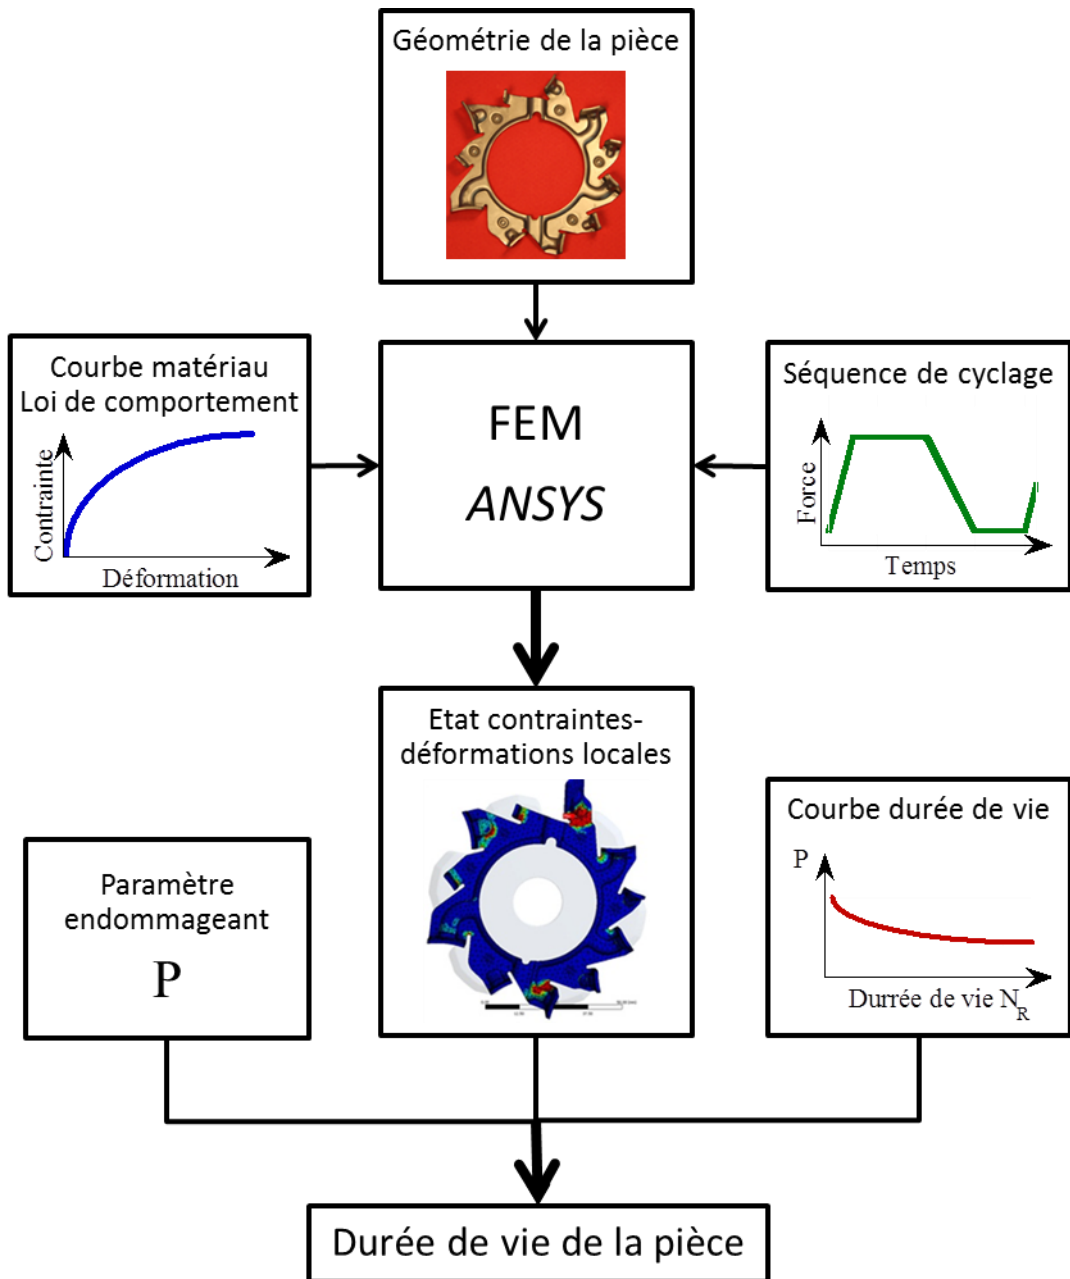 Géométrie de la pièce
Courbe matériau
Loi de comportement
Contrainte
Déformation
FEM
ANSYS
Séquence de cyclage
Force
Temps
Etat contraintes-
déformations locales
Paramètre
endommageant
P
Courbe durée de vie
P
Durrée de vie N_R
Durée de vie de la pièce